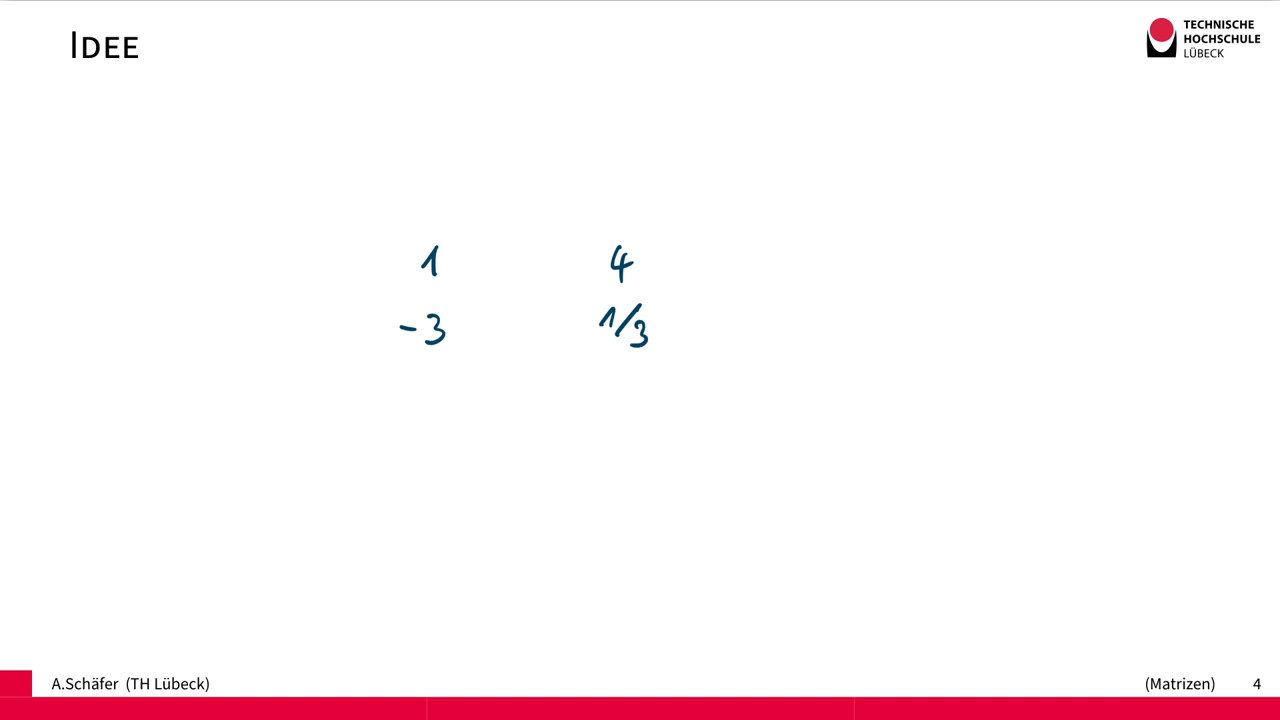 IDEE
TECHNISCHE
HOCHSCHULE
LÜBECK
1 4
-3 1/3
A.Schäfer (TH Lübeck) (Matrizen) 4